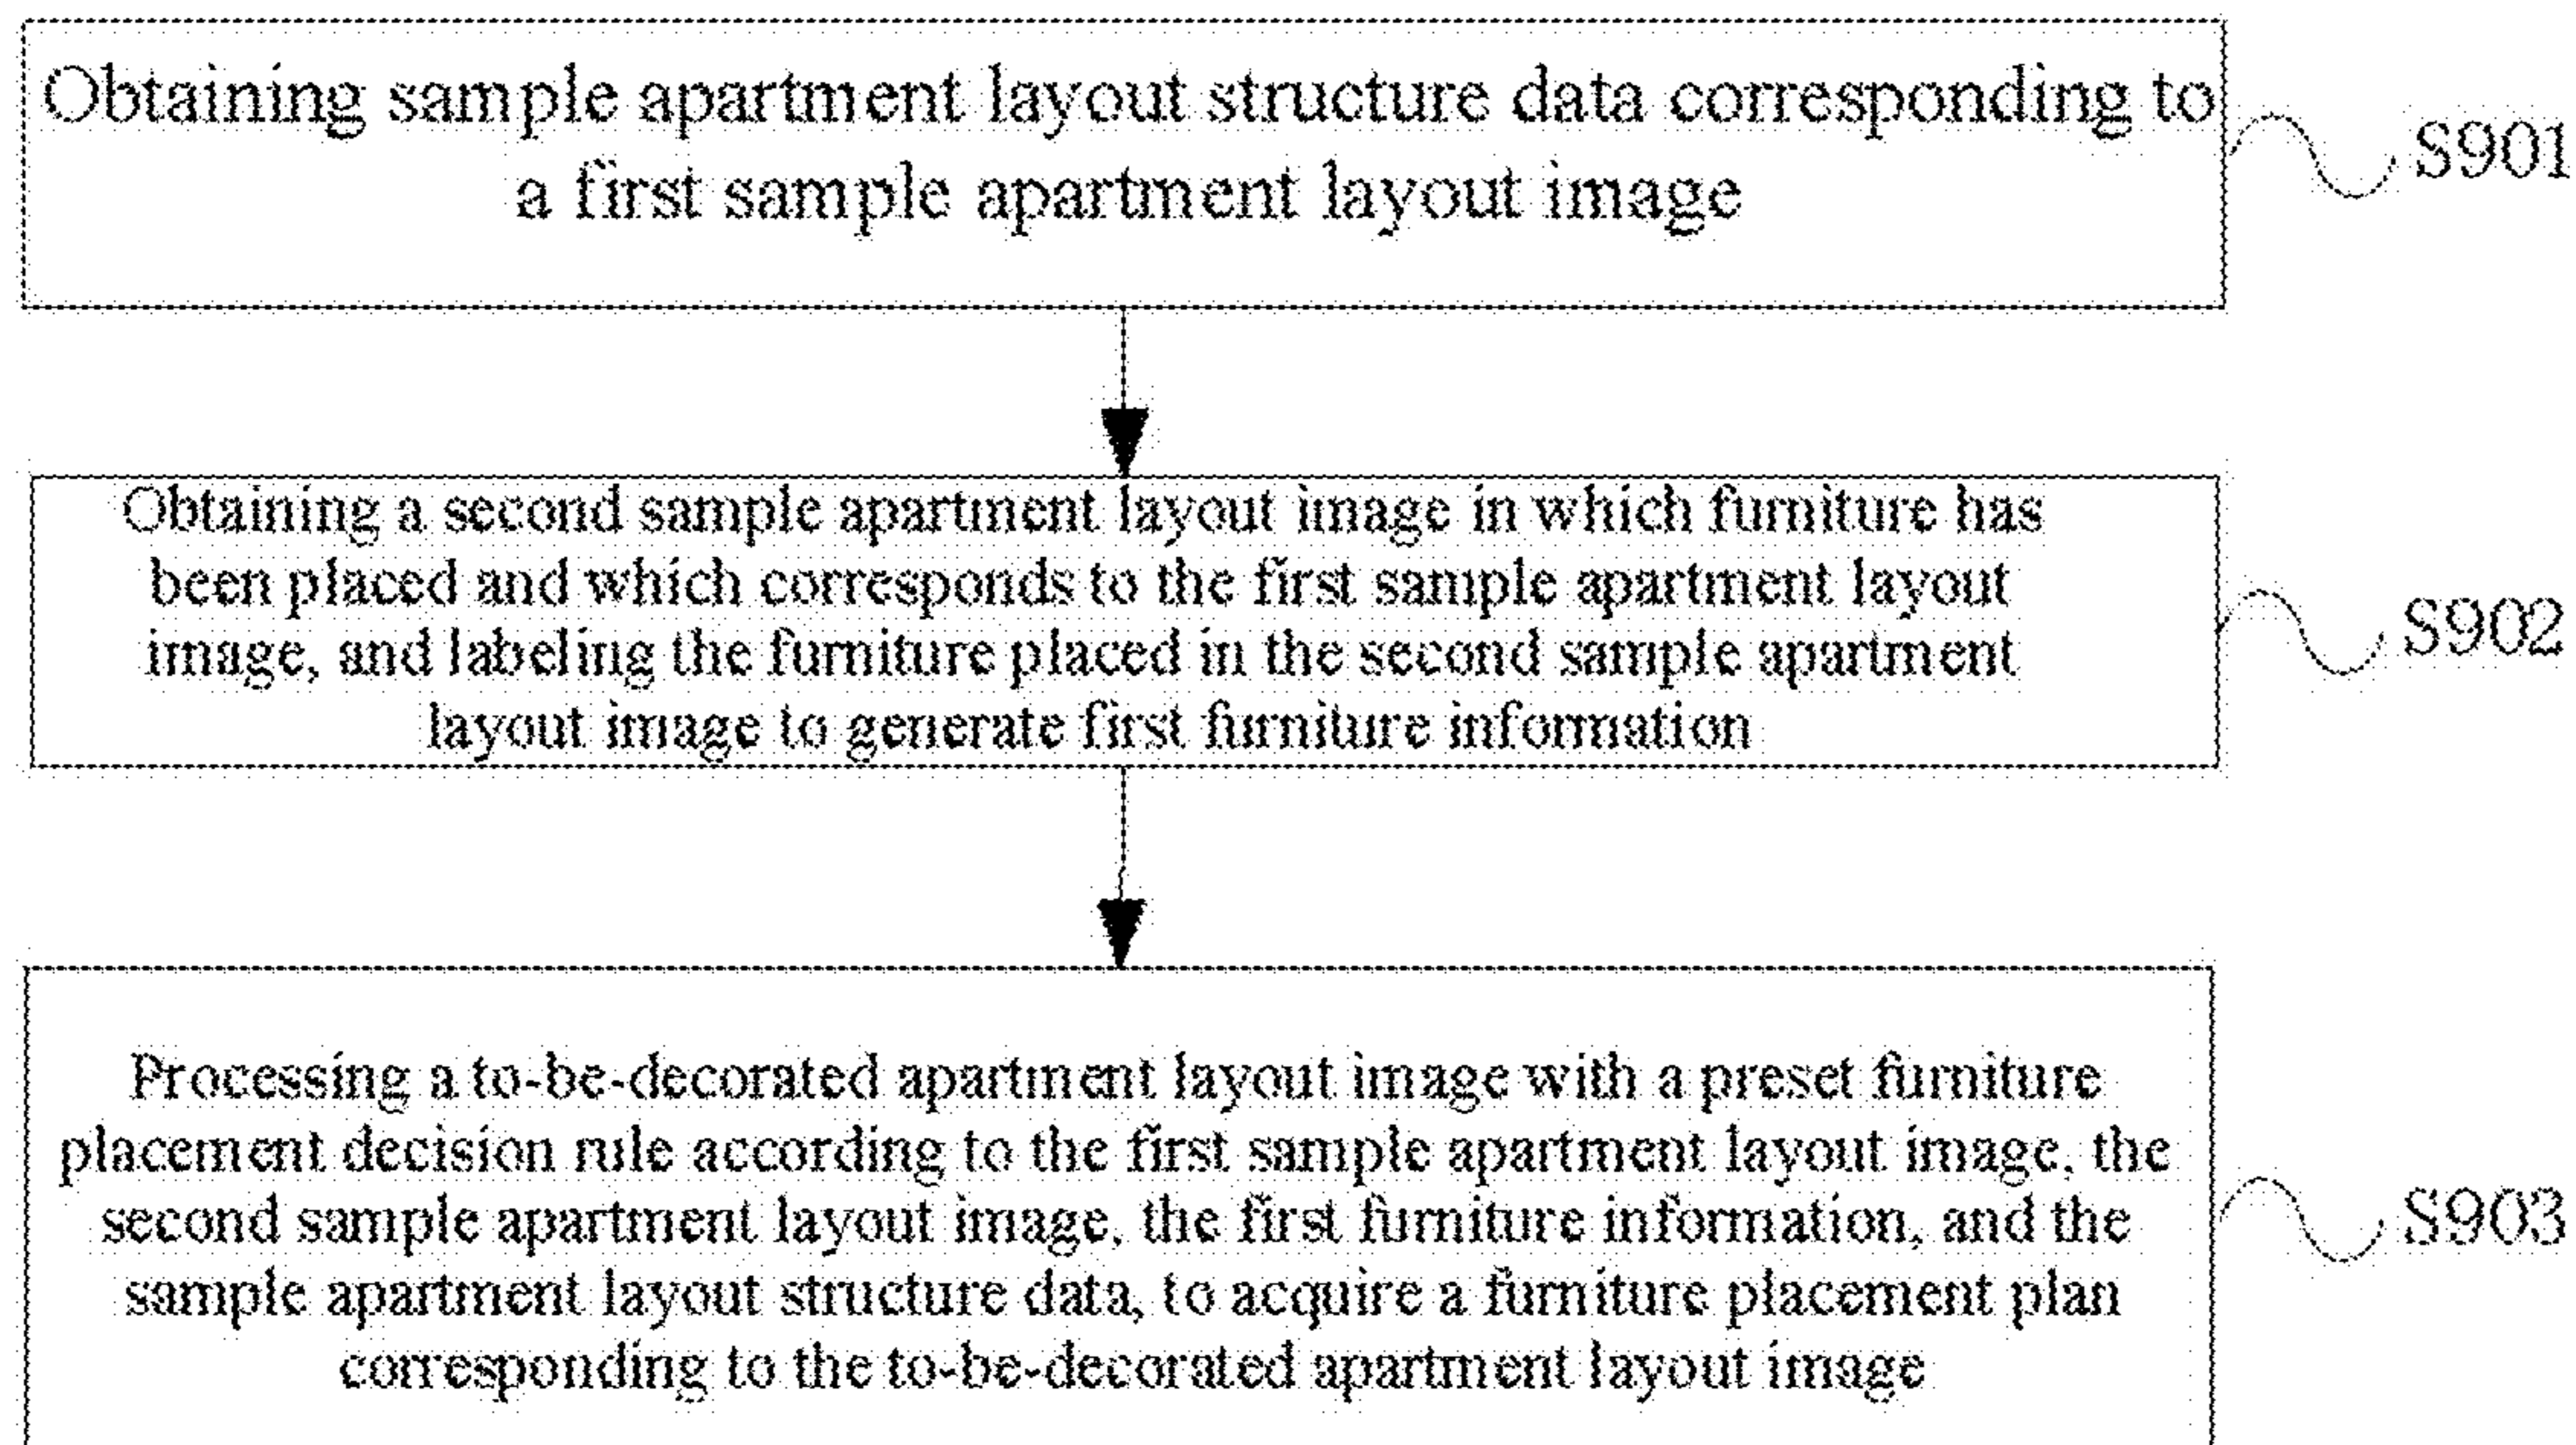 Obtaining sample apartment layout structure data corresponding to
a first sample apartment layout image
S901
Obtaining a second sample apartment layout image in which furniture has
been placed and which corresponds to the first sample apartment layout
image, and labeling the furniture placed in the second sample apartment
layout image to generate first furniture information
S902
Processing a to-be-decorated apartment layout image with a preset furniture
placement decision rule according to the first sample apartment layout image, the
second sample apartment layout image, the first furniture information, and the
sample apartment layout structure data, to acquire a furniture placement plan
corresponding to the to-be-decorated apartment layout image
S903